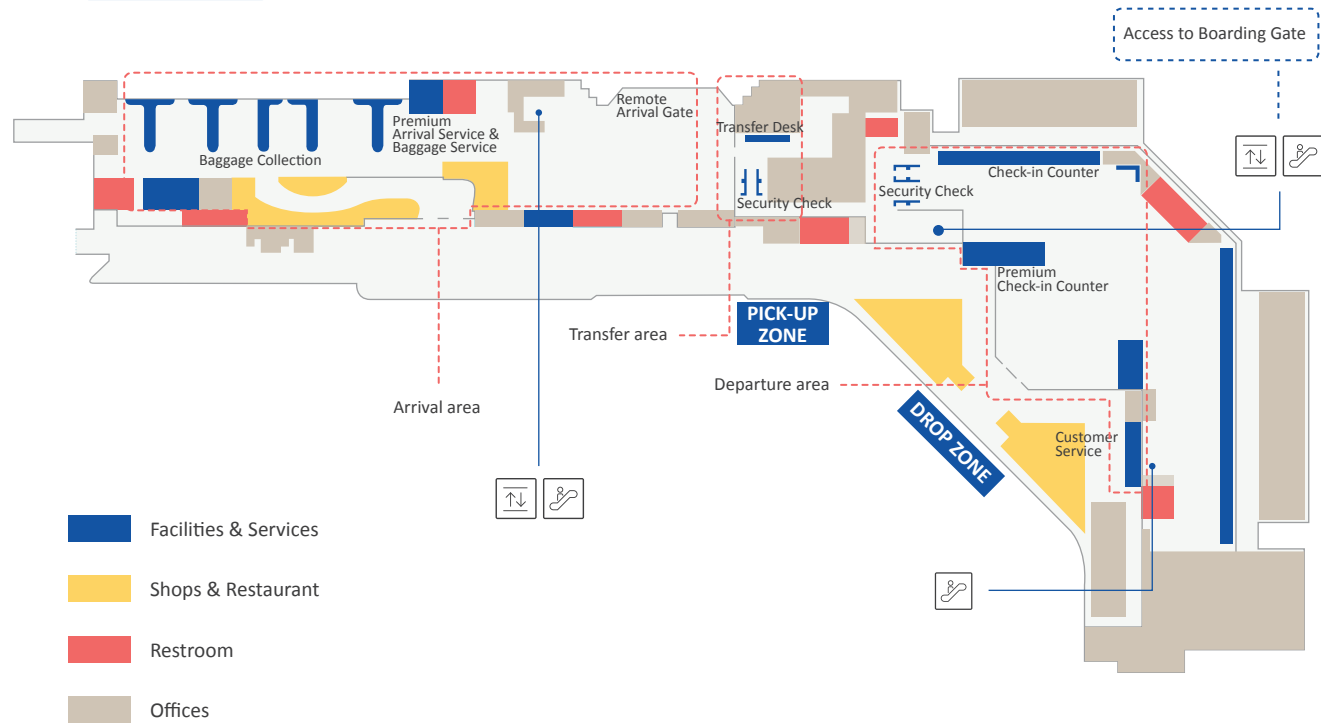 Access to Boarding Gate
Remote
Arrival Gate
Premium
Arrival Service &
Baggage Service
Baggage Collection
Transfer Desk
Security Check
Check-in Counter
Security Check
Premium
Check-in Counter
PICK-UP
ZONE
Transfer area
Departure area
Arrival area
DROP ZONE
Customer
Service
Facilities & Services
Shops & Restaurant
Restroom
Offices